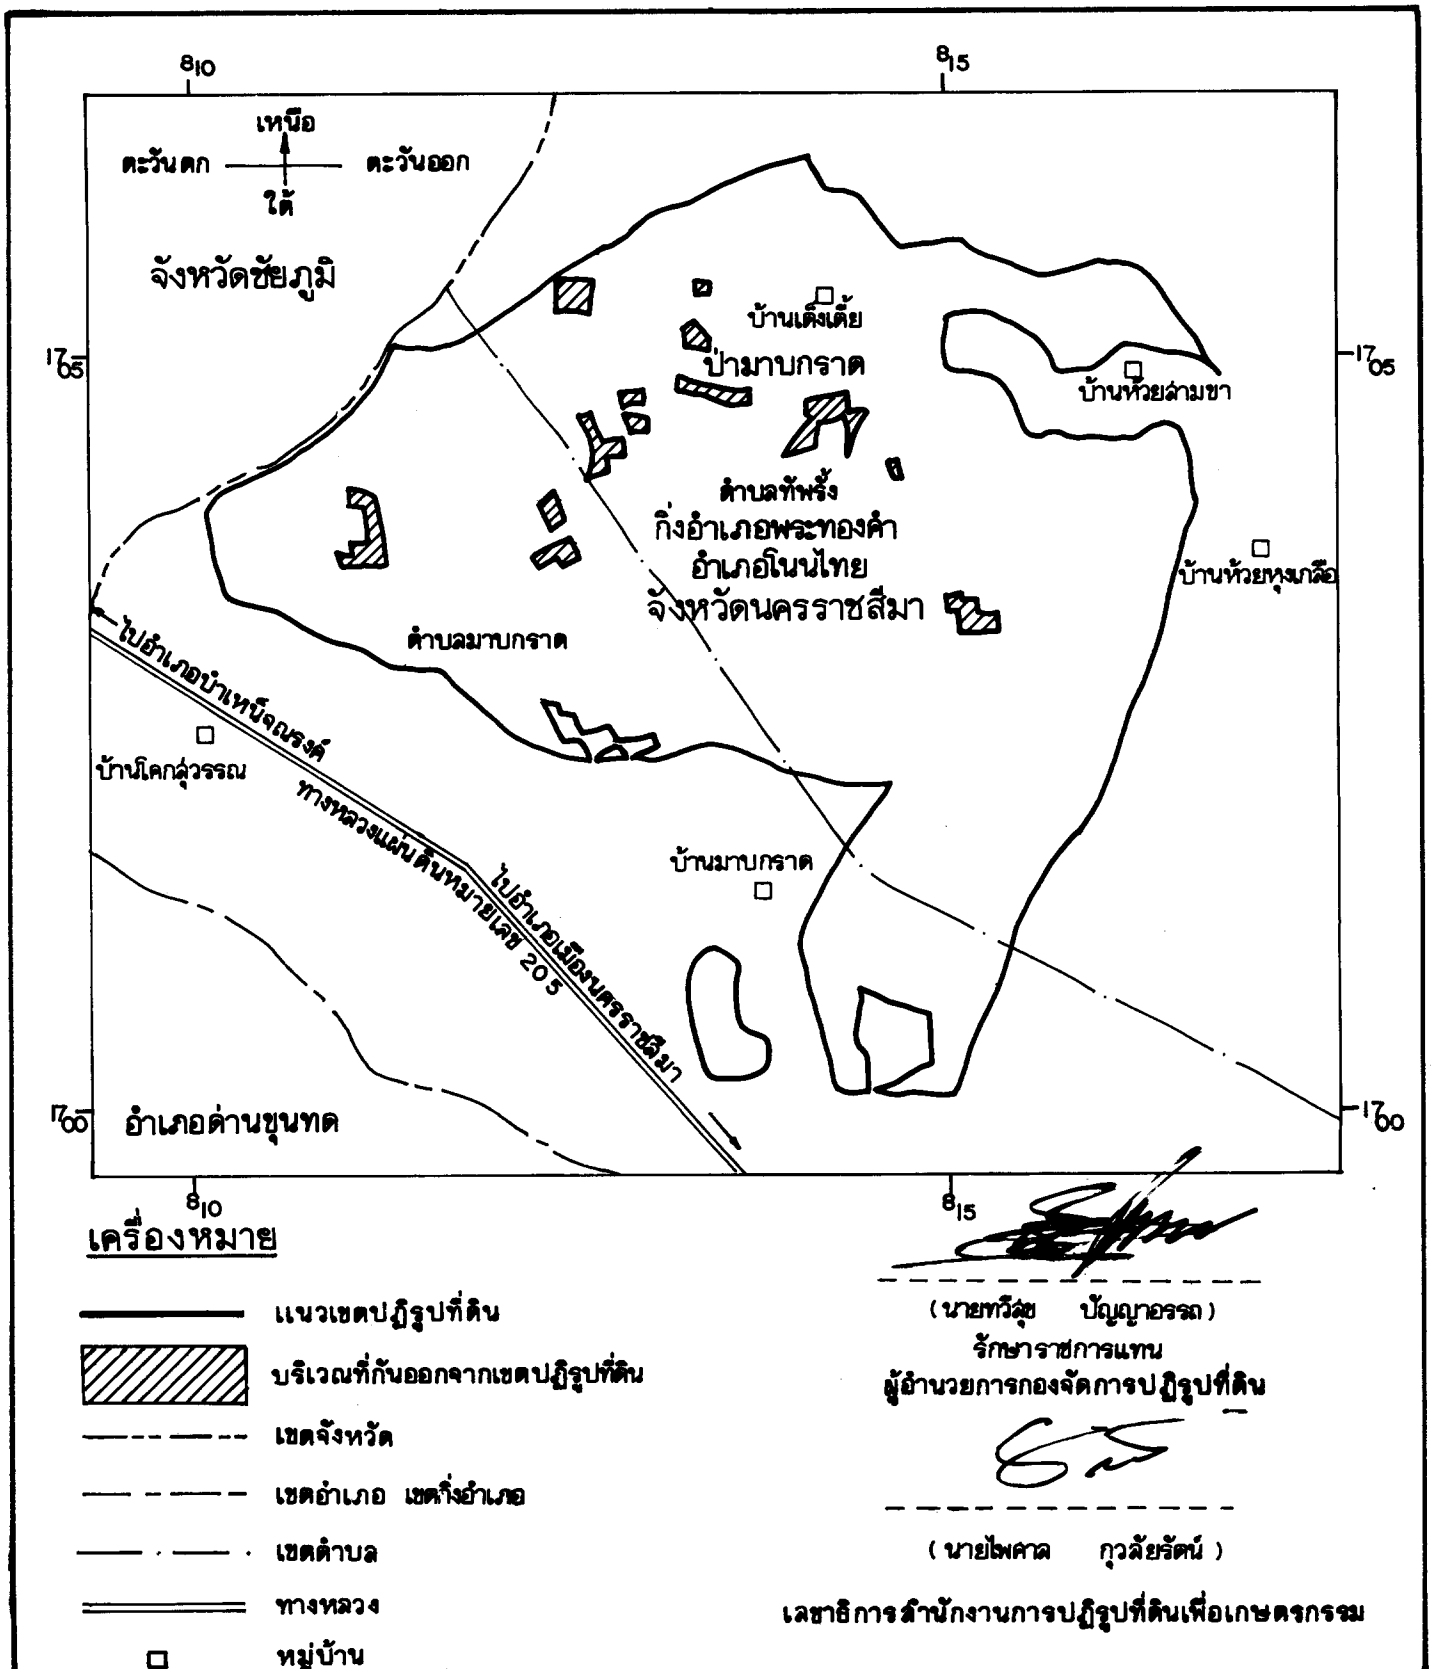 810
815
เหนือ
ตะวันตก
ตะวันออก
ใต้
จังหวัดชัยภูมิ
บ้านเต็งเตี้ย
1705
ป่ามาบกราด
1705
บ้านห้วยสามขา
ตำบลทัพรั้ง
กิ่งอำเภอพระทองคำ
อำเภอโนนไทย
บ้านห้วยหุงเกลือ
จังหวัดนครราชสีมา
ตำบลมาบกราด
ไปอำเภอบำเหน็จณรงค์
บ้านโคกสุวรรณ
ทางหลวงแผ่นดินหมายเลข 205
บ้านมาบกราด
ไปอำเภอเมืองนครราชสีมา
1700
อำเภอด่านขุนทด
1700
810
815
เครื่องหมาย
แนวเขตปฏิรูปที่ดิน
(นายทวีสุข ปัญญาอรรถ)
รักษาราชการแทน
บริเวณที่กันออกจากเขตปฏิรูปที่ดิน
ผู้อำนวยการกองจัดการปฏิรูปที่ดิน
เขตจังหวัด
เขตอำเภอ เขตกิ่งอำเภอ
เขตตำบล
(นายไพศาล กุวลัยรัตน์)
ทางหลวง
เลขาธิการสำนักงานการปฏิรูปที่ดินเพื่อเกษตรกรรม
หมู่บ้าน